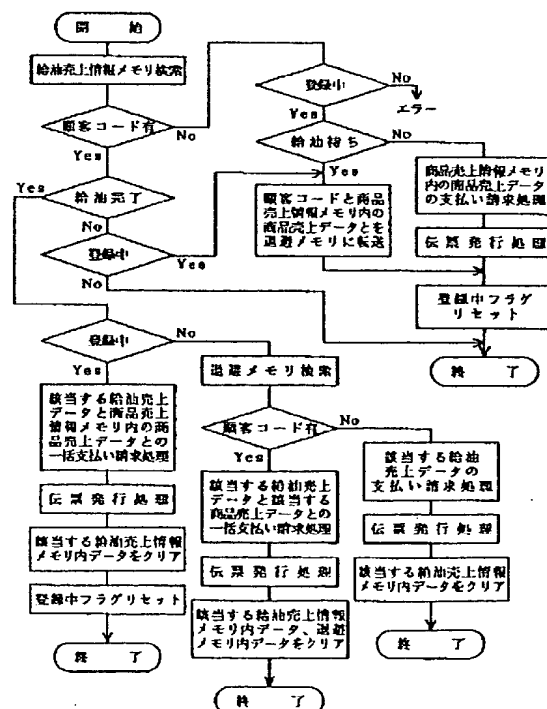 開 始
給油売上情報メモリ検索
顧客コード有
No
Yes
登録中
No
エラー
Yes
給油待ち
No
Yes
顧客コードと商品
売上情報メモリ内の
商品売上データとを
退避メモリに転送
商品売上情報メモリ
内の商品売上データ
の支払い請求処理
伝票発行処理
登録中フラグ
リセット
終 了
Yes
給油完了
No
登録中
Yes
No
登録中
No
Yes
該当する給油売上
データと商品売上
情報メモリ内の商
品売上データとの
一括支払い請求処理
伝票発行処理
該当する給油売上情報
メモリ内データをクリア
登録中フラグリセット
終 了
退避メモリ検索
顧客コード有
No
Yes
該当する給油売上
データと該当する
商品売上データとの
一括支払い請求処理
伝票発行処理
該当する給油売上情報
メモリ内データ、退避
メモリ内データをクリア
終 了
該当する給油
売上データの
支払い請求処理
伝票発行処理
該当する給油売上情報
メモリ内データをクリア
終 了